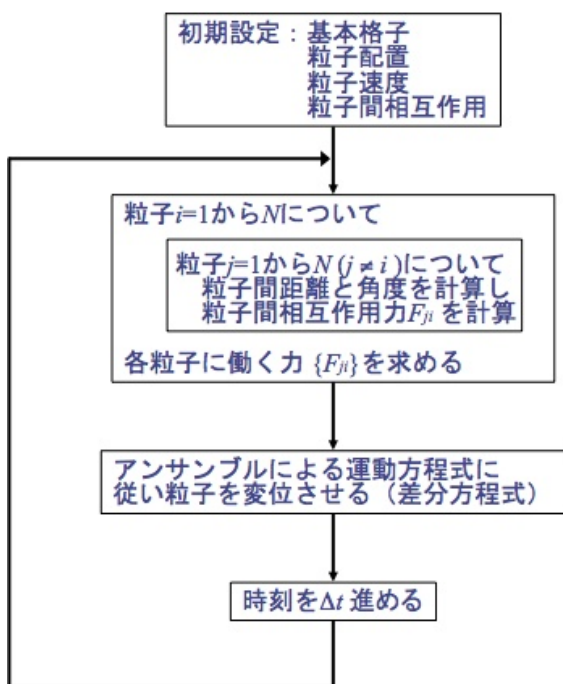 初期設定：基本格子
粒子配置
粒子速度
粒子間相互作用
粒子i=1からNについて
粒子j=1からN (j≠i )について
粒子間距離と角度を計算し
粒子間相互作用力Fji を計算
各粒子に働く力 {Fji}を求める
アンサンブルによる運動方程式に
従い粒子を変位させる（差分方程式）
時刻をΔt 進める